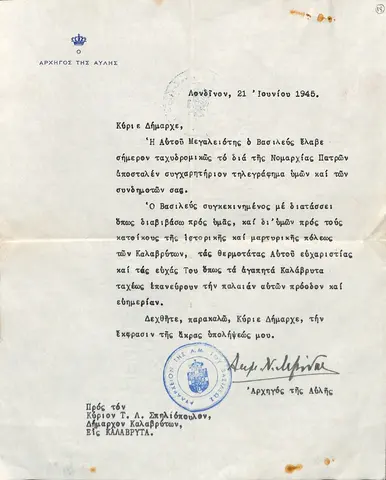 15
Ο
ΑΡΧΗΓΟΣ ΤΗΣ ΑΥΛΗΣ
Λονδῖνον, 21 Ἰουνίου 1945.
Κύριε Δήμαρχε,
Ἡ Αὐτοῦ Μεγαλειότης ὁ Βασιλεύς ἔλαβε
σήμερον ταχυδρομικῶς τό διά τῆς Νομαρχίας Πατρῶν
ἀποσταλέν συγχαρητήριον τηλεγράφημα ὑμῶν καί τῶν
συνδημοτῶν σας.
Ὁ Βασιλεύς συγκεκινημένος μέ διατάσσει
ὅπως διαβιβάσω πρός ὑμᾶς, καί δι'ὑμῶν πρός τούς
κατοίκους τῆς ἱστορικῆς καί μαρτυρικῆς πόλεως
τῶν Καλαβρύτων, τάς θερμοτάτας Αὐτοῦ εὐχαριστίας
καί τάς εὐχάς Του ὅπως τά ἀγαπητά Καλάβρυτα
ταχέως ἐπανεύρουν τήν παλαιάν αὐτῶν πρόοδον καί
εὐημερίαν.
Δεχθῆτε, παρακαλῶ, Κύριε Δήμαρχε, τήν
ἔκφρασιν τῆς ἄκρας ὑπολήψεώς μου.
Ἀρχηγός τῆς Αὐλῆς
Πρός τόν
Κύριον Τ. Λ. Σπηλιόπουλον,
Δήμαρχον Καλαβρύτων,
Εἰς ΚΑΛΑΒΡΥΤΑ.